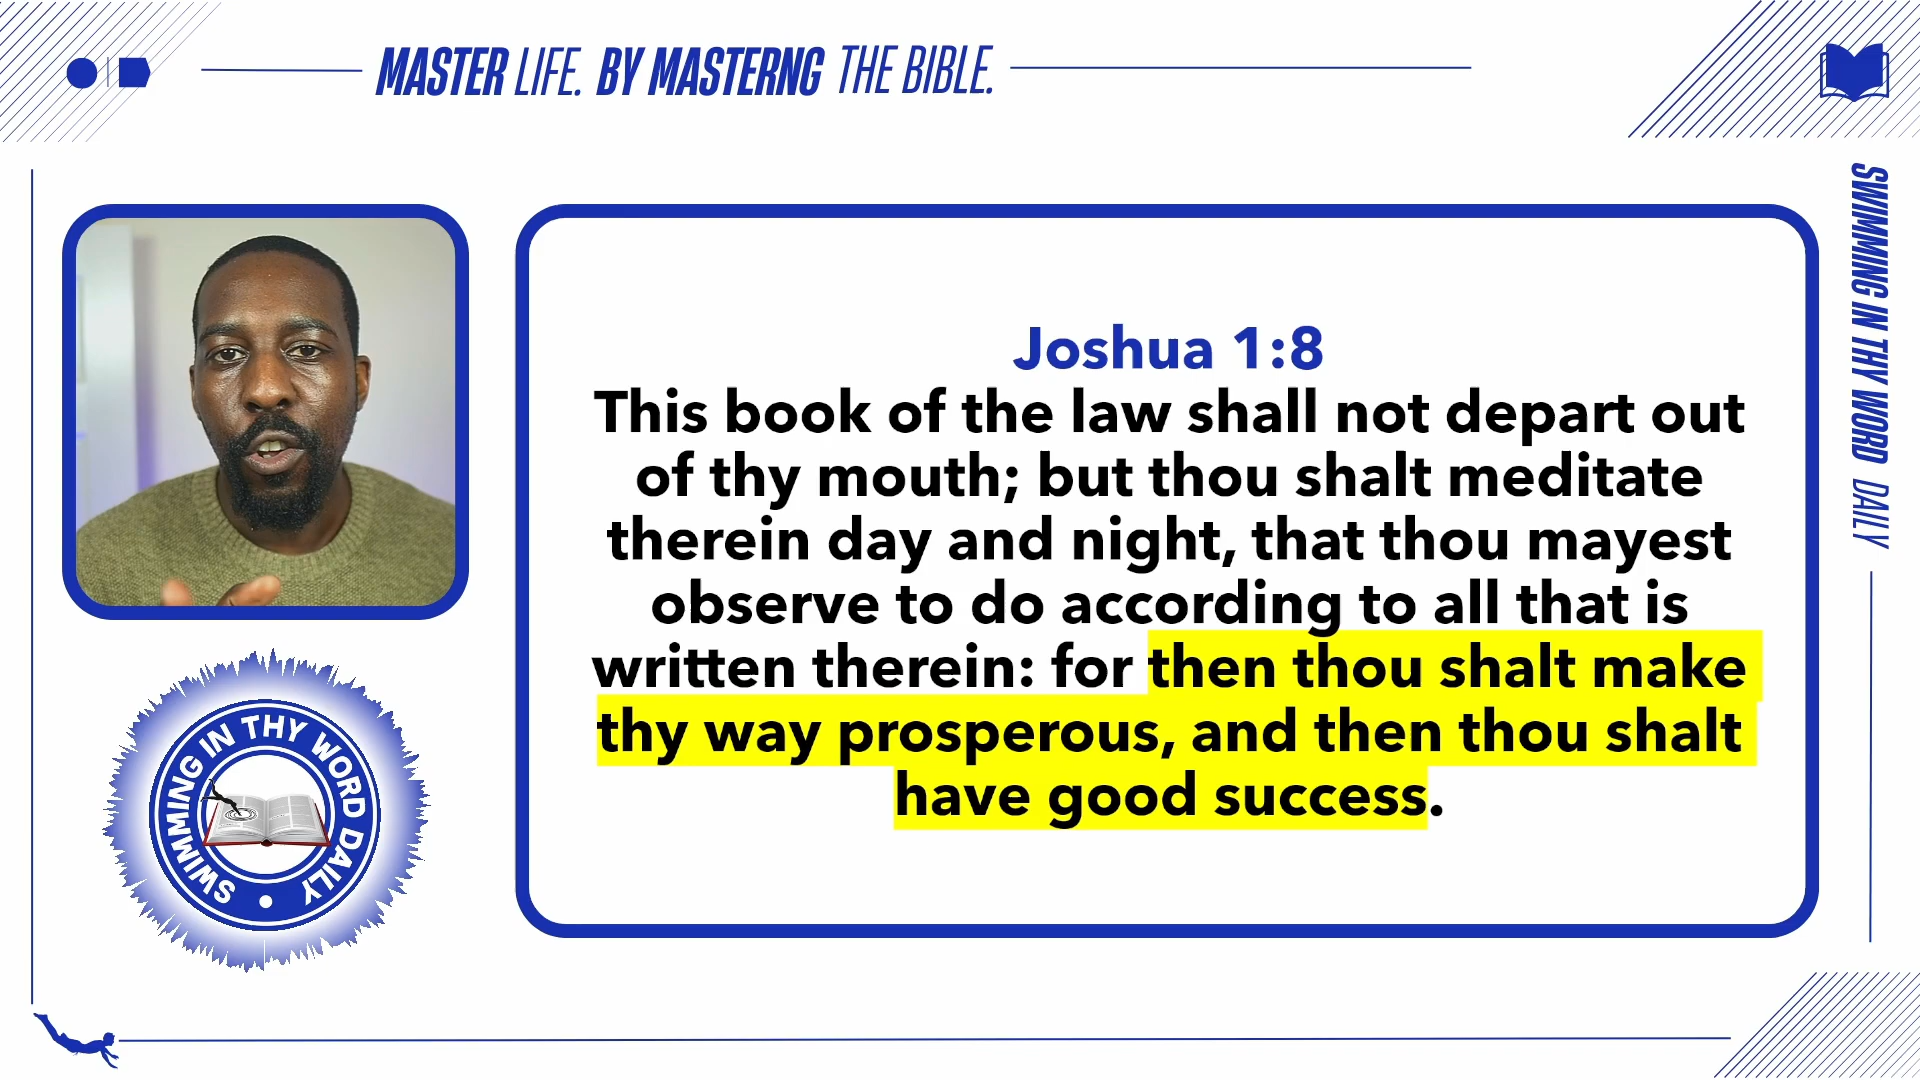 MASTER LIFE. BY MASTERNG THE BIBLE.
SWIMMING IN THY WORD DAILY
Joshua 1:8
This book of the law shall not depart out
of thy mouth; but thou shalt meditate
therein day and night, that thou mayest
observe to do according to all that is
written therein: for then thou shalt make
thy way prosperous, and then thou shalt
have good success.
SWIMMING IN THY WORD DAILY